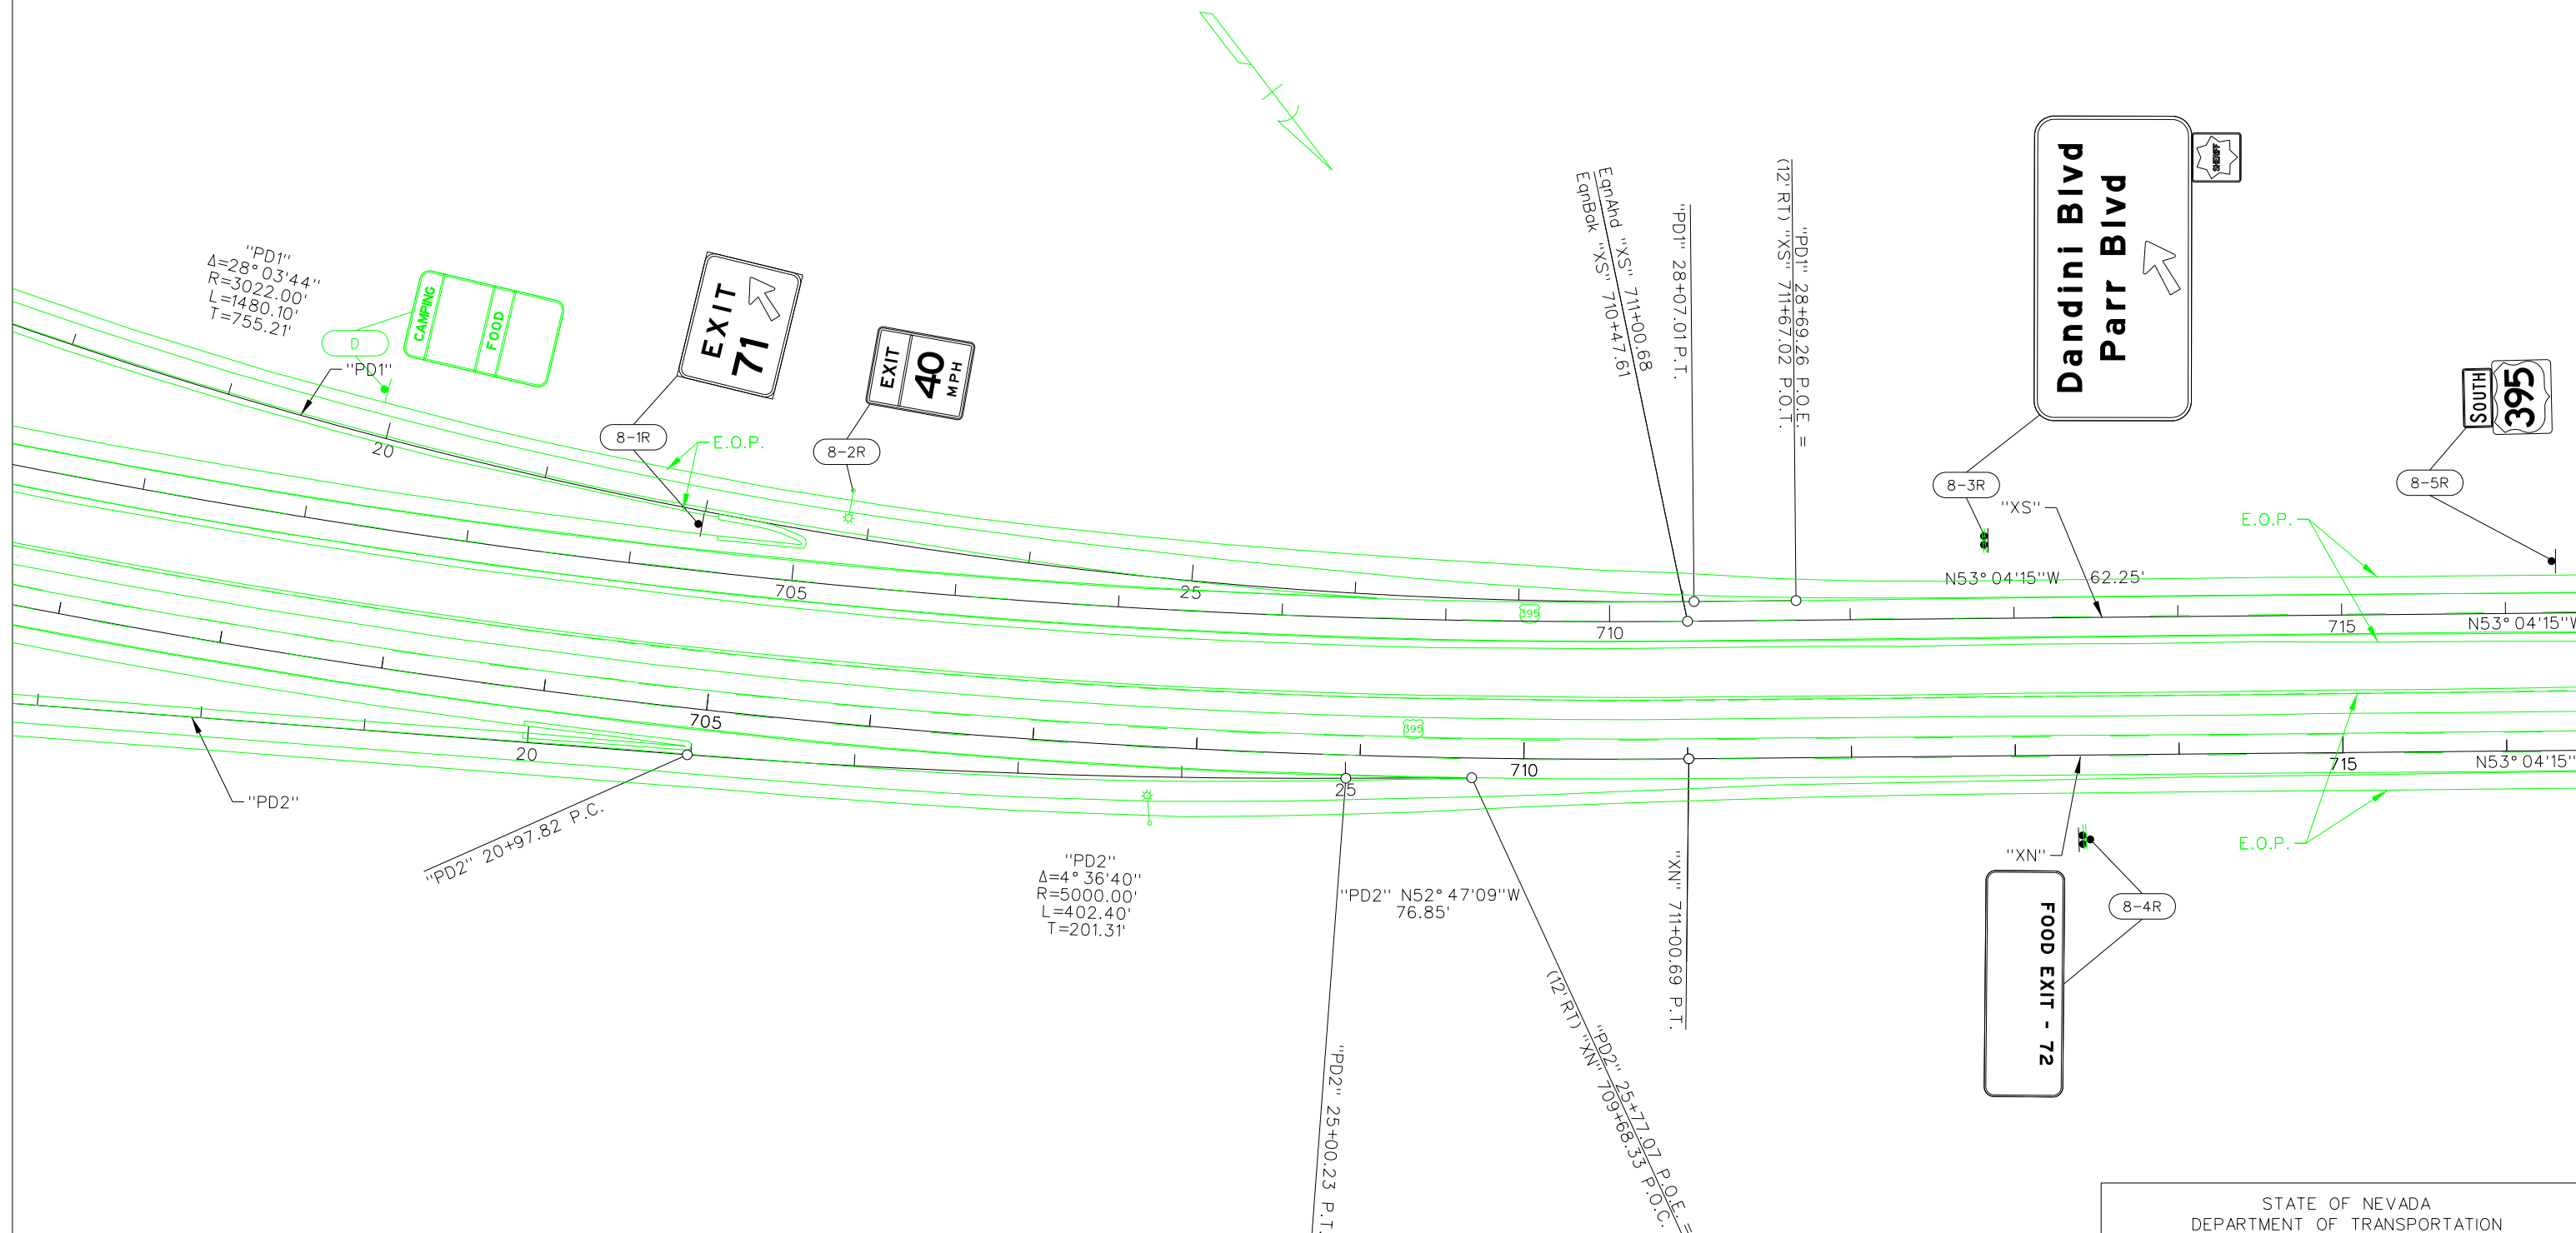 "PD1"
Δ=28°03'44"
R=3022.00'
L=1480.10'
T=755.21'
D
CAMPING
FOOD
"PD1"
20
EXIT
71
8-1R
E.O.P.
EXIT
40
MPH
8-2R
705
25
EqnAhd "XS" 711+00.68
EqnBak "XS" 710+47.61
"PD1" 28+07.01 P.T.
"PD1" 28+69.26 P.O.E. =
(12' RT) "XS" 711+67.02 P.O.T.
395
710
Dandini Blvd
Parr Blvd
SHERIFF
8-3R
"XS"
N53°04'15"W 62.25'
E.O.P.
SOUTH
395
8-5R
715
N53°04'15"W
"PD2"
20
705
"PD2" 20+97.82 P.C.
"PD2"
Δ=4°36'40"
R=5000.00'
L=402.40'
T=201.31'
395
25
710
"PD2" N52°47'09"W
76.85'
"PD2" 25+00.23 P.T.
"PD2" 25+77.07 P.O.E. =
(12' RT) "XN" 709+68.33 P.O.C.
"XN" 711+00.69 P.T.
"XN"
FOOD EXIT - 72
8-4R
E.O.P.
715
N53°04'15"
STATE OF NEVADA
DEPARTMENT OF TRANSPORTATION